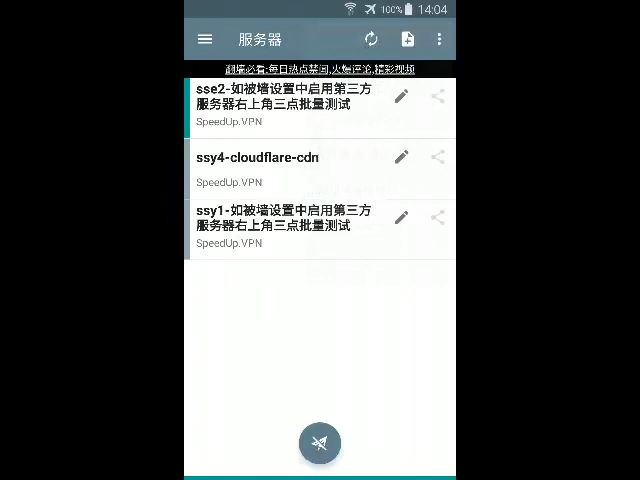 100% 14:04
服务器
翻墙必看:每日热点禁闻,火爆评论,精彩视频
sse2-如被墙设置中启用第三方
服务器右上角三点批量测试
SpeedUp.VPN
ssy4-cloudflare-cdn
SpeedUp.VPN
ssy1-如被墙设置中启用第三方
服务器右上角三点批量测试
SpeedUp.VPN